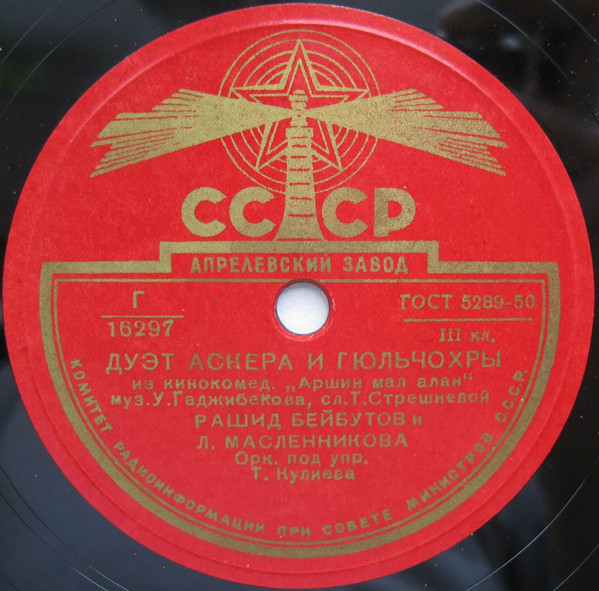 СССР
АПРЕЛЕВСКИЙ ЗАВОД
Г
16297
ГОСТ 5289-50
III кл.
ДУЭТ АСКЕРА И ГЮЛЬЧОХРЫ
из кинокомед. „Аршин мал алан"
муз.У.Гаджибекова, сл.Т.Стрешневой
РАШИД БЕЙБУТОВ и
Л. МАСЛЕННИКОВА
Орк. под упр.
Т. Кулиева
КОМИТЕТ РАДИОИНФОРМАЦИИ ПРИ СОВЕТЕ МИНИСТРОВ СССР.